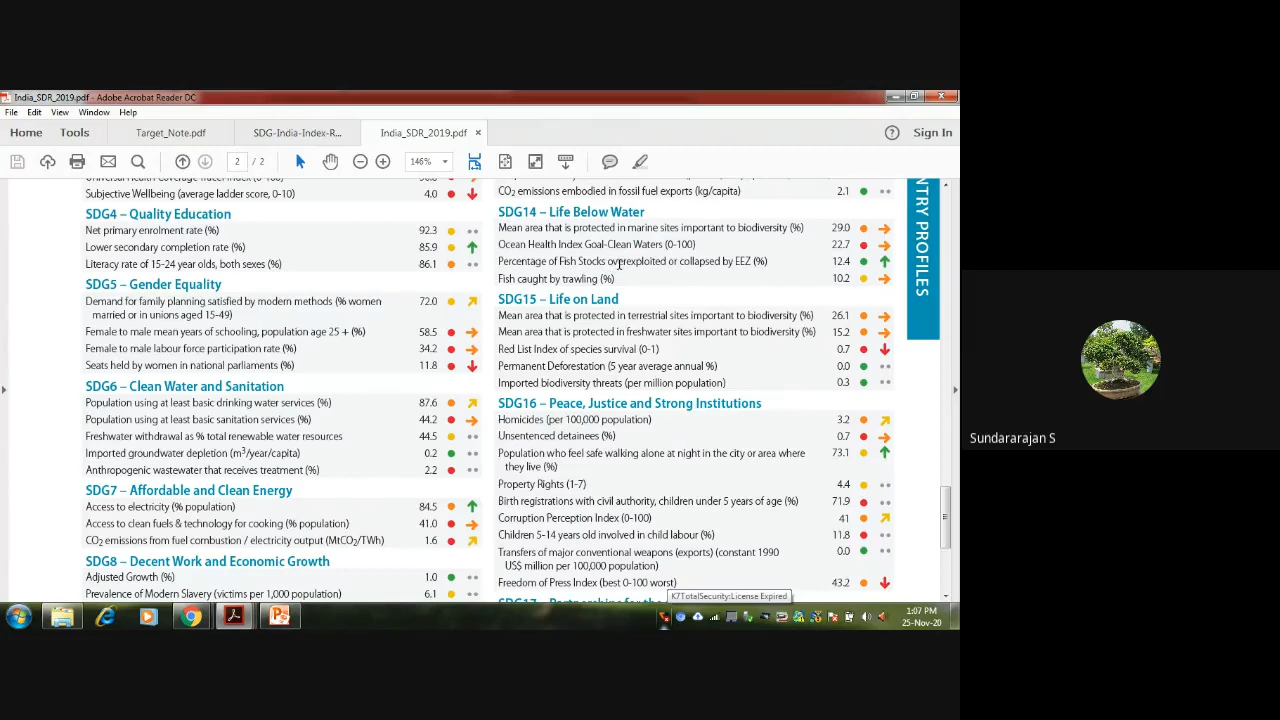 India_SDR_2019.pdf - Adobe Acrobat Reader DC
File Edit View Window Help
Home Tools Target_Note.pdf SDG-India-Index-R... India_SDR_2019.pdf × Sign In
2 / 2 146%
Subjective Wellbeing (average ladder score, 0-10) 4.0
SDG4 – Quality Education
Net primary enrolment rate (%) 92.3
Lower secondary completion rate (%) 85.9
Literacy rate of 15-24 year olds, both sexes (%) 86.1
SDG5 – Gender Equality
Demand for family planning satisfied by modern methods (% women 72.0
married or in unions aged 15-49)
Female to male mean years of schooling, population age 25 + (%) 58.5
Female to male labour force participation rate (%) 34.2
Seats held by women in national parliaments (%) 11.8
SDG6 – Clean Water and Sanitation
Population using at least basic drinking water services (%) 87.6
Population using at least basic sanitation services (%) 44.2
Freshwater withdrawal as % total renewable water resources 44.5
Imported groundwater depletion (m3/year/capita) 0.2
Anthropogenic wastewater that receives treatment (%) 2.2
SDG7 – Affordable and Clean Energy
Access to electricity (% population) 84.5
Access to clean fuels & technology for cooking (% population) 41.0
CO2 emissions from fuel combustion / electricity output (MtCO2/TWh) 1.6
SDG8 – Decent Work and Economic Growth
Adjusted Growth (%) 1.0
Prevalence of Modern Slavery (victims per 1,000 population) 6.1
CO2 emissions embodied in fossil fuel exports (kg/capita) 2.1
SDG14 – Life Below Water
Mean area that is protected in marine sites important to biodiversity (%) 29.0
Ocean Health Index Goal-Clean Waters (0-100) 22.7
Percentage of Fish Stocks overexploited or collapsed by EEZ (%) 12.4
Fish caught by trawling (%) 10.2
SDG15 – Life on Land
Mean area that is protected in terrestrial sites important to biodiversity (%) 26.1
Mean area that is protected in freshwater sites important to biodiversity (%) 15.2
Red List Index of species survival (0-1) 0.7
Permanent Deforestation (5 year average annual %) 0.0
Imported biodiversity threats (per million population) 0.3
SDG16 – Peace, Justice and Strong Institutions
Homicides (per 100,000 population) 3.2
Unsentenced detainees (%) 0.7
Population who feel safe walking alone at night in the city or area where 73.1
they live (%)
Property Rights (1-7) 4.4
Birth registrations with civil authority, children under 5 years of age (%) 71.9
Corruption Perception Index (0-100) 41
Children 5-14 years old involved in child labour (%) 11.8
Transfers of major conventional weapons (exports) (constant 1990 0.0
US$ million per 100,000 population)
Freedom of Press Index (best 0-100 worst) 43.2
NTRY PROFILES
K7TotalSecurity:License Expired
1:07 PM
25-Nov-20
Sundararajan S